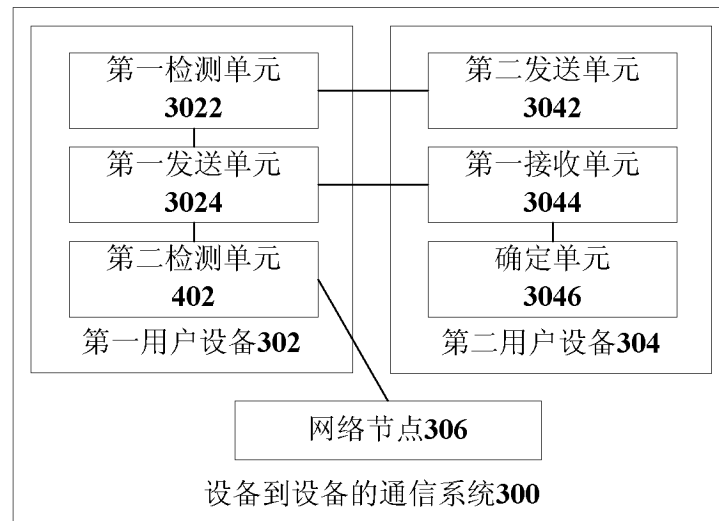 第一检测单元
3022
第一发送单元
3024
第二检测单元
402
第一用户设备302
第二发送单元
3042
第一接收单元
3044
确定单元
3046
第二用户设备304
网络节点306
设备到设备的通信系统300